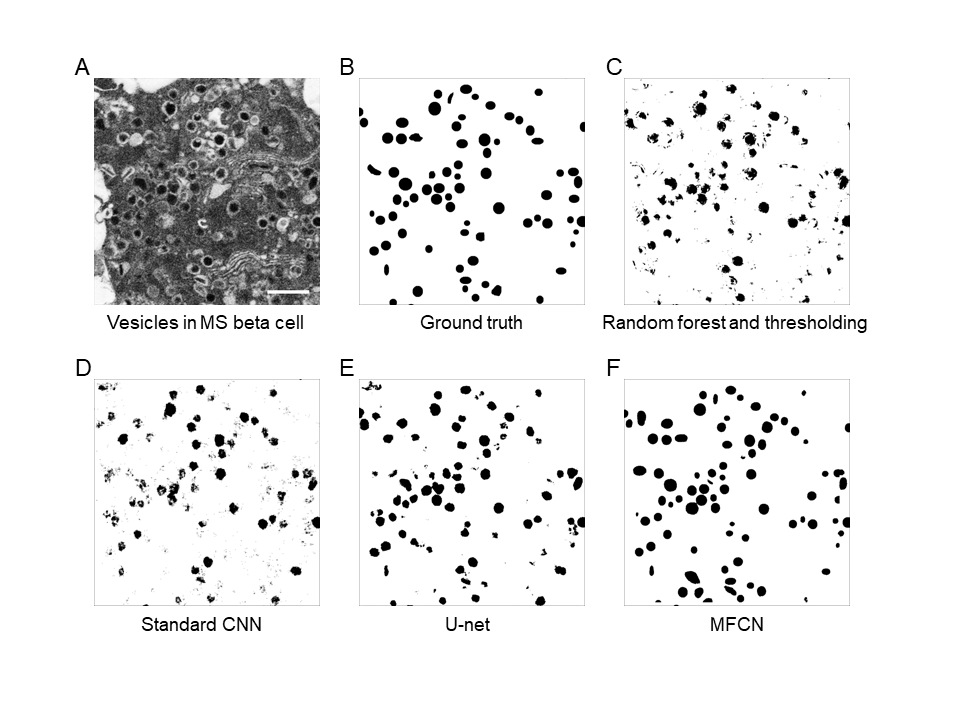 A
B
C
Vesicles in MS beta cell
Ground truth
Random forest and thresholding
D
E
F
Standard CNN
U-net
MFCN